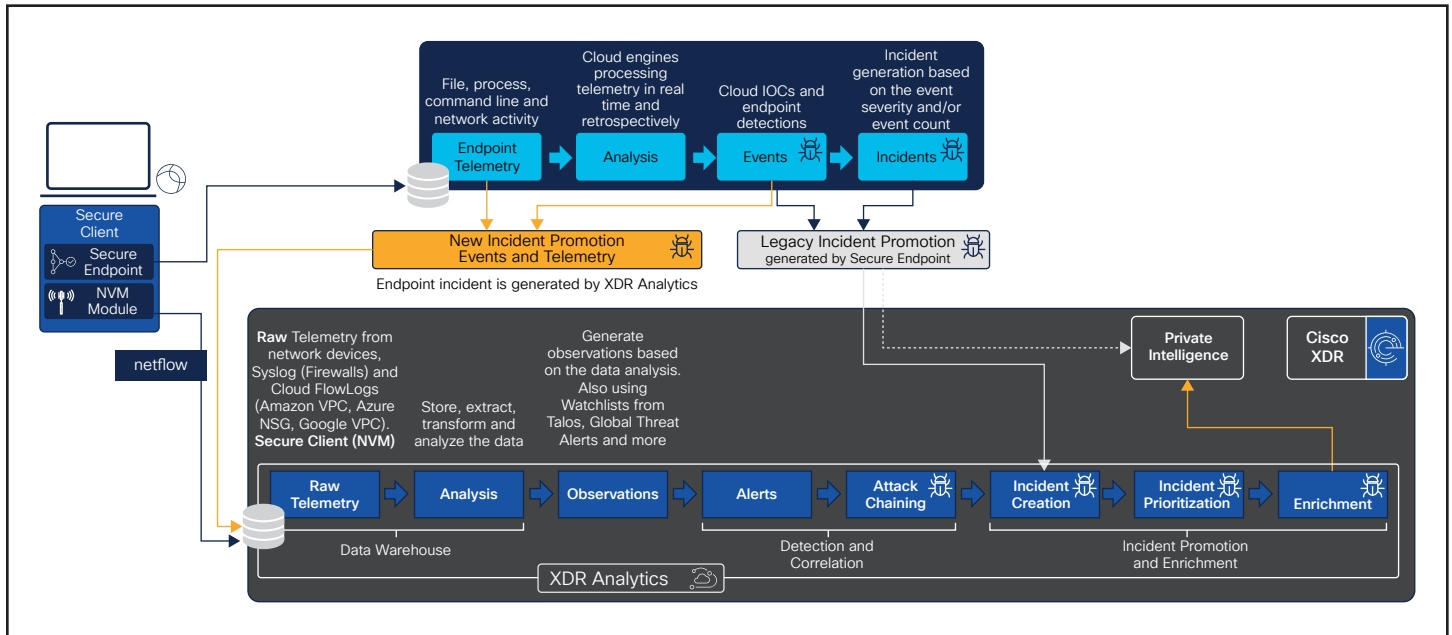 File, process,
command line and
network activity
Cloud engines
processing
telemetry in real
time and
retrospectively
Cloud IOCs and
endpoint
detections
Incident
generation based
on the event
severity and/or
event count
Endpoint
Telemetry
Analysis
Events
Incidents
Secure
Client
Secure
Endpoint
NVM
Module
netflow
New Incident Promotion
Events and Telemetry
Endpoint incident is generated by XDR Analytics
Legacy Incident Promotion
generated by Secure Endpoint
Private
Intelligence
Cisco
XDR
Raw Telemetry from
network devices,
Syslog (Firewalls) and
Cloud FlowLogs
(Amazon VPC, Azure
NSG, Google VPC).
Secure Client (NVM)
Store, extract,
transform and
analyze the data
Generate
observations based
on the data analysis.
Also using
Watchlists from
Talos, Global Threat
Alerts and more
Raw
Telemetry
Analysis
Observations
Alerts
Attack
Chaining
Incident
Creation
Incident
Prioritization
Enrichment
Data Warehouse
Detection and
Correlation
Incident Promotion
and Enrichment
XDR Analytics